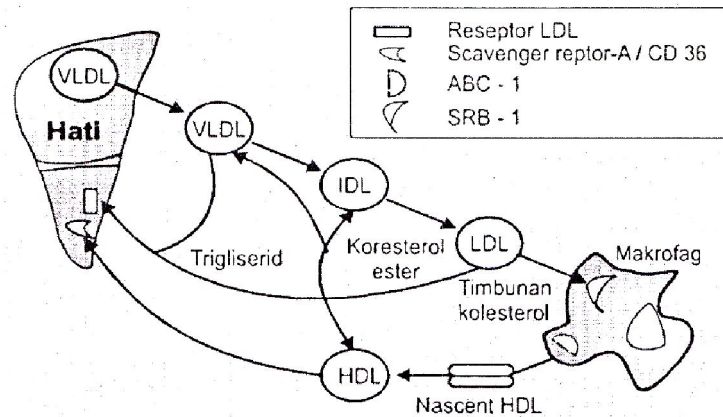 Reseptor LDL
Scavenger reptor-A / CD 36
ABC - 1
SRB - 1
VLDL
Hati
VLDL
IDL
LDL
Trigliserid
Koresterol
ester
Timbunan
kolesterol
Makrofag
HDL
Nascent HDL